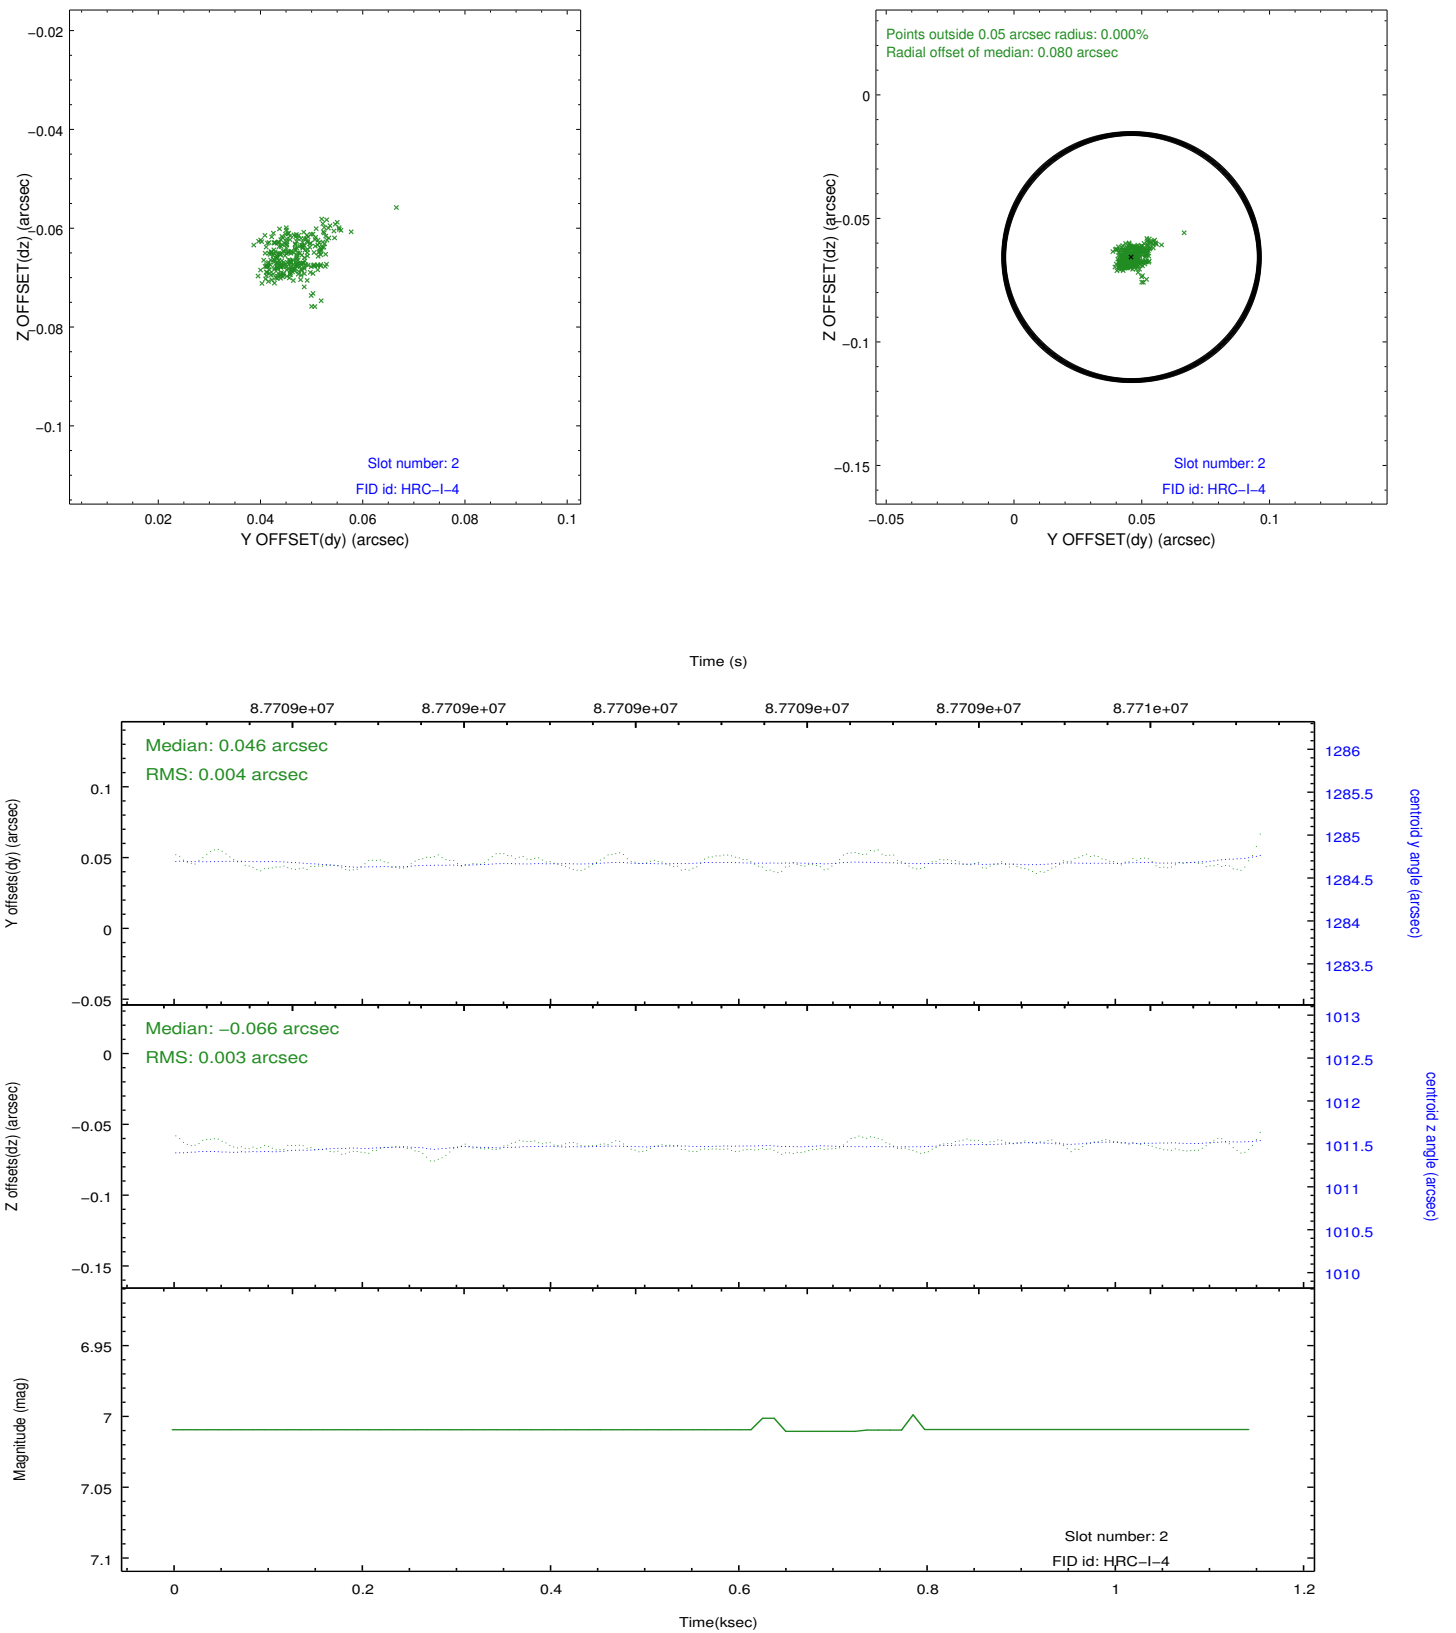 −0.02
−0.04
−0.06
−0.08
−0.1
Z OFFSET(dz) (arcsec)
Slot number: 2
FID id: HRC−I−4
0.02 0.04 0.06 0.08 0.1
Y OFFSET(dy) (arcsec)
Points outside 0.05 arcsec radius: 0.000%
Radial offset of median: 0.080 arcsec
0
−0.05
−0.1
−0.15
Z OFFSET(dz) (arcsec)
Slot number: 2
FID id: HRC−I−4
−0.05 0 0.05 0.1
Y OFFSET(dy) (arcsec)
Time (s)
8.7709e+07 8.7709e+07 8.7709e+07 8.7709e+07 8.7709e+07 8.771e+07
Median: 0.046 arcsec
RMS: 0.004 arcsec
0.1
0.05
0
−0.05
Y offsets(dy) (arcsec)
1286
1285.5
1285
1284.5
1284
1283.5
centroid y angle (arcsec)
Median: −0.066 arcsec
RMS: 0.003 arcsec
0
−0.05
−0.1
−0.15
Z offsets(dz) (arcsec)
1013
1012.5
1012
1011.5
1011
1010.5
1010
centroid z angle (arcsec)
6.95
7
7.05
7.1
Magnitude (mag)
Slot number: 2
FID id: HRC−I−4
0 0.2 0.4 0.6 0.8 1 1.2
Time(ksec)